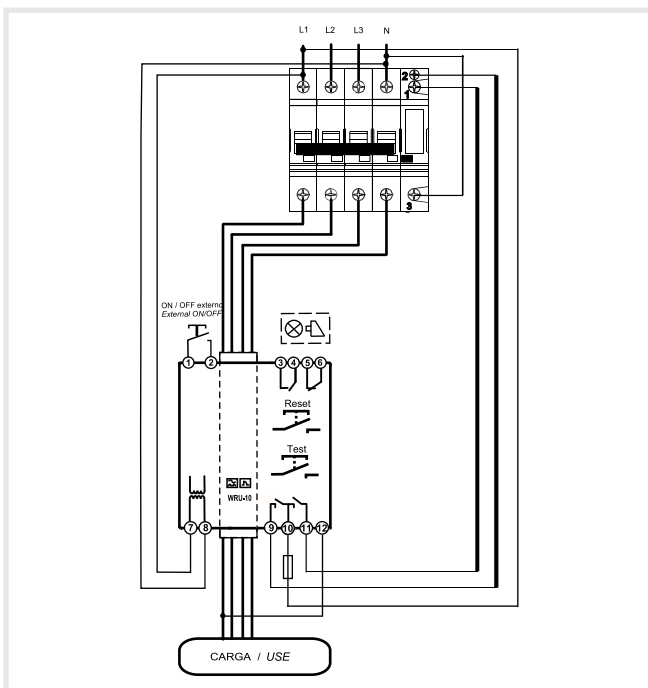 L1 L2 L3 N
2
1
3
ON / OFF externo
External ON/OFF
1 2 3 4 5 6
Reset
Test
WRU-10
7 8 9 10 11 12
CARGA / USE